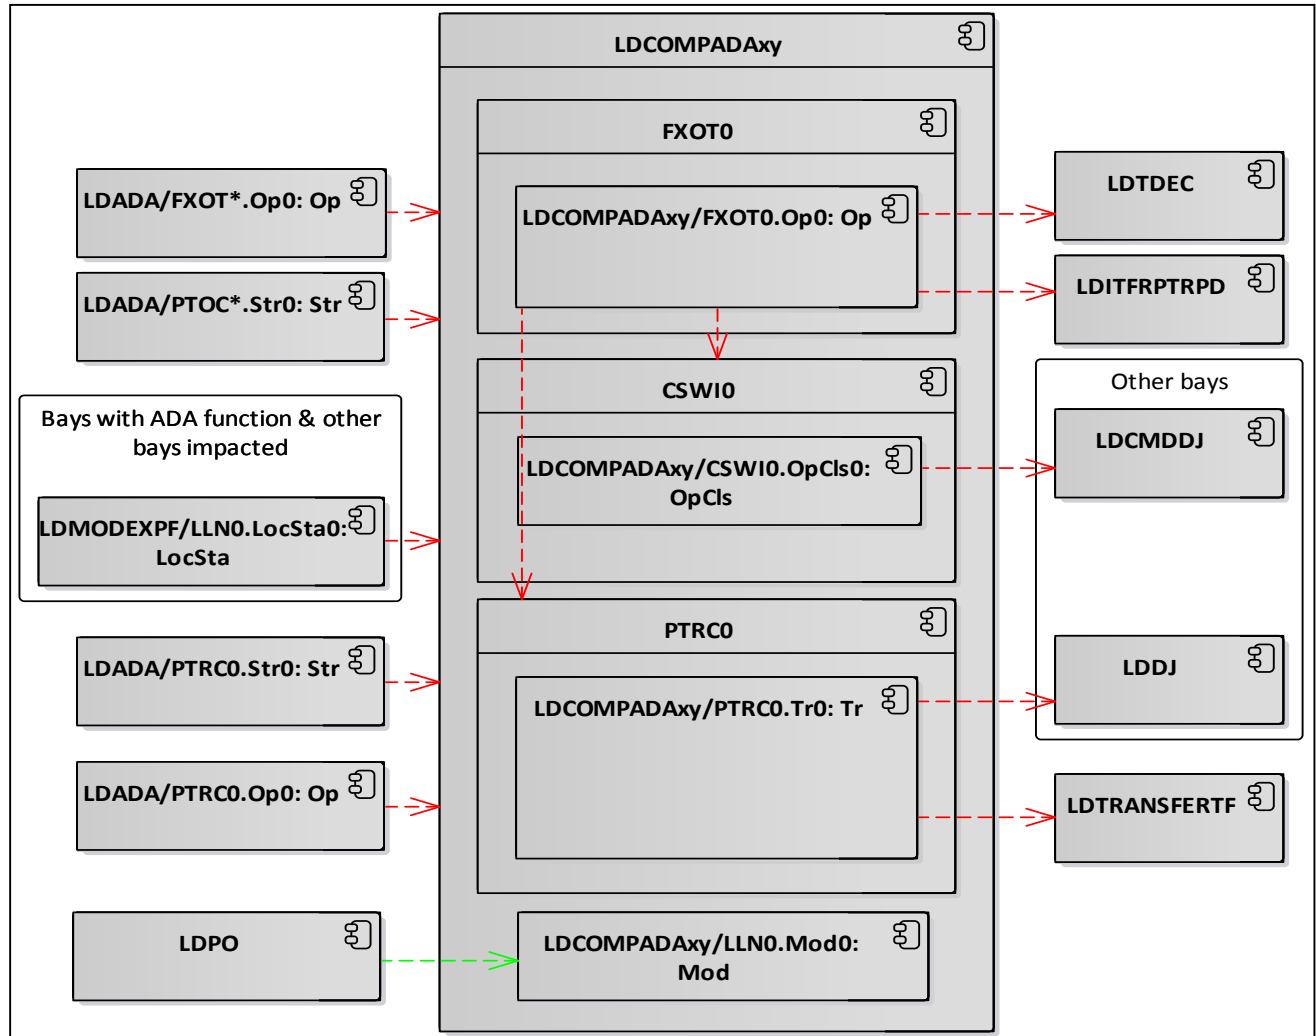 LDCOMPADAxy
FXOT0
LDADA/FXOT*.Op0: Op
LDCOMPADAxy/FXOT0.Op0: Op
LDTDEC
LDADA/PTOC*.Str0: Str
LDITFRPTRPD
CSWI0
Other bays
Bays with ADA function & other
bays impacted
LDCOMPADAxy/CSWI0.OpCls0:
OpCls
LDCMDDJ
LDMODEXPF/LLN0.LocSta0:
LocSta
PTRC0
LDADA/PTRC0.Str0: Str
LDCOMPADAxy/PTRC0.Tr0: Tr
LDDJ
LDADA/PTRC0.Op0: Op
LDTRANSFERTF
LDPO
LDCOMPADAxy/LLN0.Mod0:
Mod